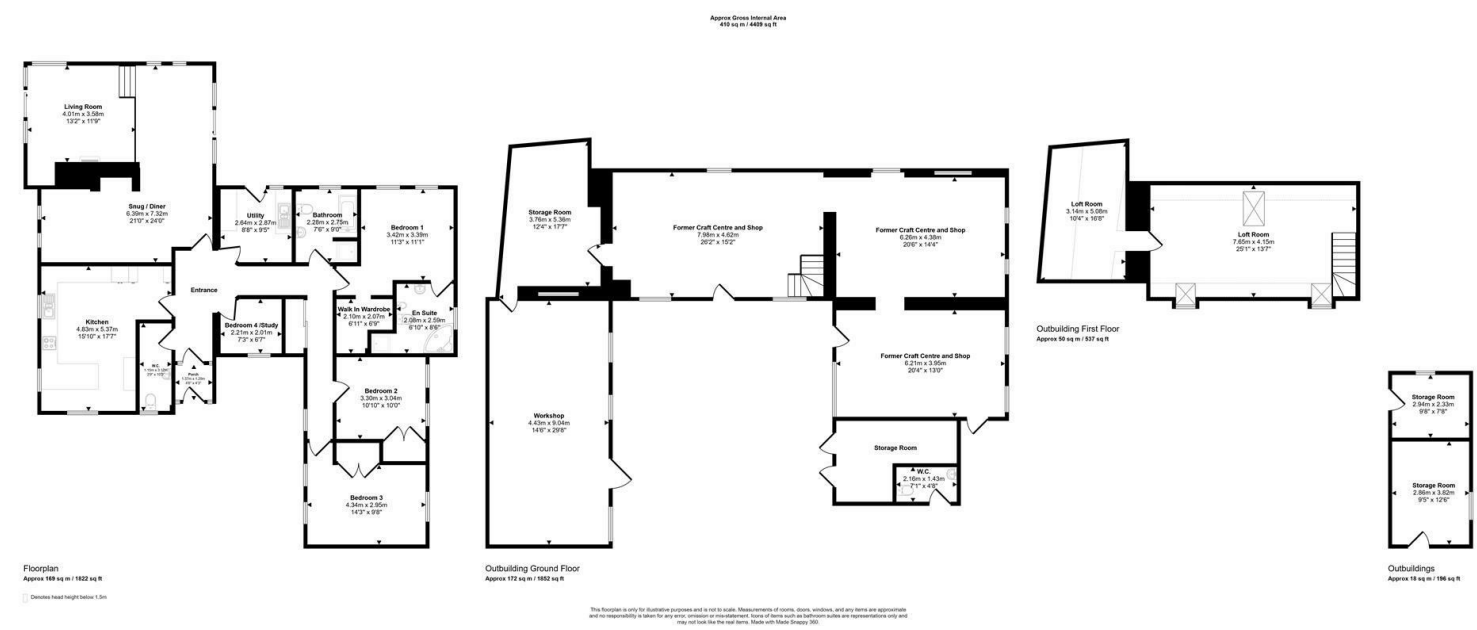 Approx Gross Internal Area
410 sq m / 4409 sq ft
Living Room
4.01m x 3.58m
13'2" x 11'9"
Snug / Diner
6.39m x 7.32m
21'0" x 24'0"
Utility
2.64m x 2.87m
8'8" x 9'5"
Bathroom
2.28m x 2.75m
7'6" x 9'0"
Bedroom 1
3.42m x 3.39m
11'3" x 11'1"
Entrance
Kitchen
4.83m x 5.37m
15'10" x 17'7"
Bedroom 4 /Study
2.21m x 2.01m
7'3" x 6'7"
Walk In Wardrobe
2.10m x 2.07m
6'11" x 6'9"
En Suite
2.08m x 2.59m
6'10" x 8'6"
W.C.
Porch
Bedroom 2
3.30m x 3.04m
10'10" x 10'0"
Bedroom 3
4.34m x 2.95m
14'3" x 9'8"
Floorplan
Approx 169 sq m / 1822 sq ft
Denotes head height below 1.5m
Storage Room
3.76m x 5.36m
12'4" x 17'7"
Former Craft Centre and Shop
7.98m x 4.62m
26'2" x 15'2"
Former Craft Centre and Shop
6.26m x 4.38m
20'6" x 14'4"
Former Craft Centre and Shop
6.21m x 3.95m
20'4" x 13'0"
Workshop
4.43m x 9.04m
14'6" x 29'8"
Storage Room
W.C.
2.16m x 1.43m
7'1" x 4'8"
Outbuilding Ground Floor
Approx 172 sq m / 1852 sq ft
Loft Room
3.14m x 5.08m
10'4" x 16'8"
Loft Room
7.65m x 4.15m
25'1" x 13'7"
Outbuilding First Floor
Approx 50 sq m / 537 sq ft
Storage Room
2.94m x 2.33m
9'8" x 7'8"
Storage Room
2.86m x 3.82m
9'5" x 12'6"
Outbuildings
Approx 18 sq m / 196 sq ft
This floorplan is only for illustrative purposes and is not to scale. Measurements of rooms, doors, windows, and any items are approximate
and no responsibility is taken for any error, omission or mis-statement. Icons of items such as bathroom suites are representations only and
may not look like the real items. Made with Made Snappy 360.